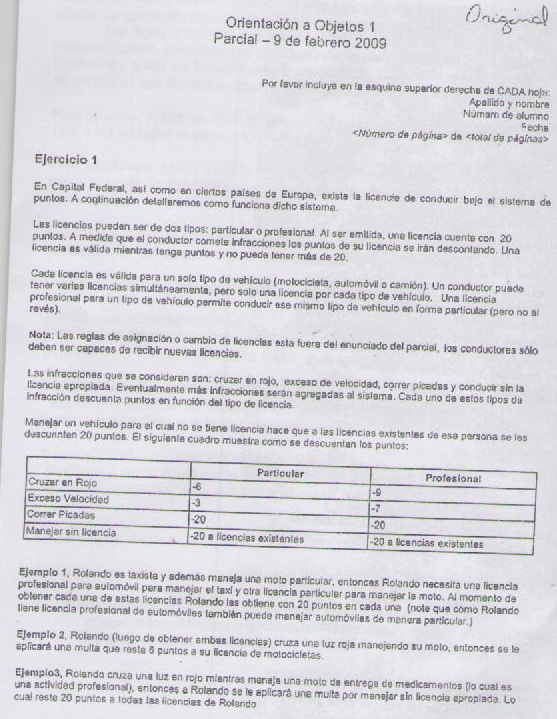 Original
Orientación a Objetos 1
Parcial – 9 de febrero 2009
Por favor incluya en la esquina superior derecha de CADA hoja:
Apellido y nombre
Número de alumno
Fecha
<Número de página> de <total de páginas>
Ejercicio 1
En Capital Federal, así como en ciertos países de Europa, existe la licencia de conducir bajo el sistema de
puntos. A continuación detallaremos como funciona dicho sistema.
Las licencias pueden ser de dos tipos: particular o profesional. Al ser emitida, una licencia cuente con 20
puntos. A medida que el conductor comete infracciones los puntos de su licencia se irán descontando. Una
licencia es válida mientras tenga puntos y no puede tener más de 20.
Cada licencia es válida para un solo tipo de vehículo (motocicleta, automóvil o camión). Un conductor puede
tener varias licencias simultáneamente, pero solo una licencia por cada tipo de vehículo. Una licencia
profesional para un tipo de vehículo permite conducir ese mismo tipo de vehículo en forma particular (pero no al
revés).
Nota: Las reglas de asignación o cambio de licencias esta fuera del enunciado del parcial, los conductores sólo
deben ser capaces de recibir nuevas licencias.
Las infracciones que se consideran son: cruzar en rojo, exceso de velocidad, correr picadas y conducir sin la
licencia apropiada. Eventualmente más infracciones serán agregadas al sistema. Cada uno de estos tipos de
infracción descuenta puntos en función del tipo de licencia.
Manejar un vehículo para el cual no se tiene licencia hace que a las licencias existentes de esa persona se les
descuenten 20 puntos. El siguiente cuadro muestra como se descuentan los puntos:
Particular Profesional
Cruzar en Rojo -6 -9
Exceso Velocidad -3 -7
Correr Picadas -20 -20
Manejar sin licencia -20 a licencias existentes -20 a licencias existentes
Ejemplo 1, Rolando es taxista y además maneja una moto particular, entonces Rolando necesita una licencia
profesional para automóvil para manejar el taxi y otra licencia particular para manejar la moto. Al momento de
obtener cada una de estas licencias Rolando las obtiene con 20 puntos en cada una (note que como Rolando
tiene licencia profesional de automóviles también puede manejar automóviles de manera particular.)
Ejemplo 2, Rolando (luego de obtener ambas licencias) cruza una luz roja manejando su moto, entonces se le
aplicará una multa que resta 6 puntos a su licencia de motocicletas.
Ejemplo3, Rolando cruza una luz en rojo mientras maneja una moto de entrega de medicamentos (lo cual es
una actividad profesional), entonces a Rolando se le aplicará una multa por manejar sin licencia apropiada. Lo
cual reste 20 puntos a todas las licencias de Rolando